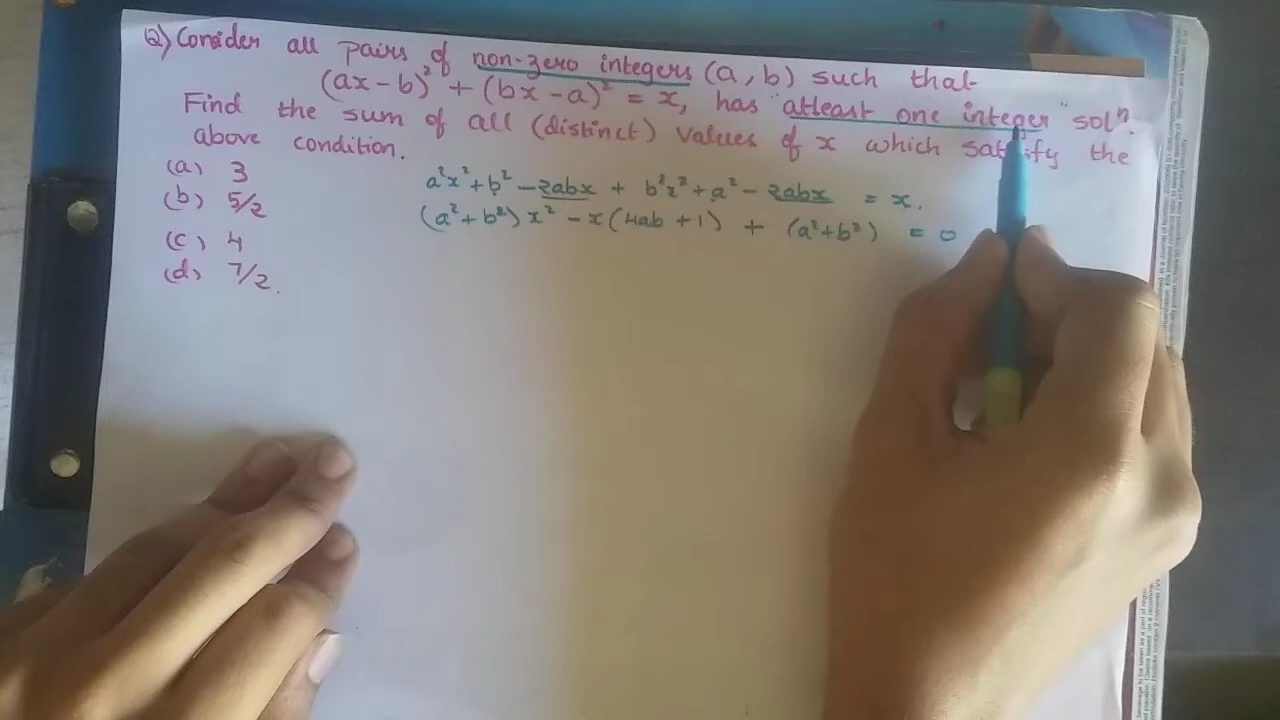 Q) Consider all pairs of non-zero integers (a, b) such that
(ax-b)² + (bx-a)² = x, has "atleast one integer" solⁿ.
Find the sum of all (distinct) values of x which satisfy the
above condition.
(a) 3
(b) 5/2
(c) 4
(d) 7/2.
a²x² + b² - 2abx + b²x² + a² - 2abx = x.
(a²+b²) x² - x(4ab+1) + (a²+b²) = 0